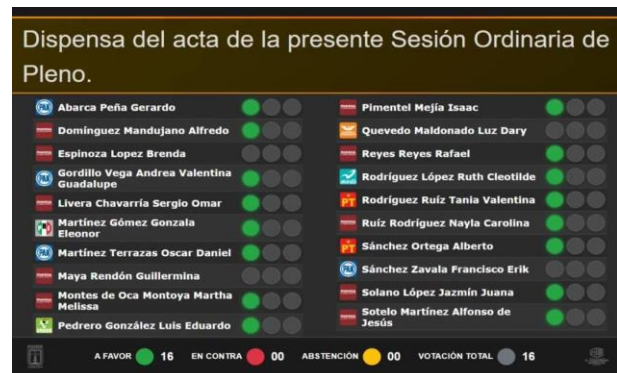 Dispensa del acta de la presente Sesión Ordinaria de
Pleno.
Abarca Peña Gerardo
Domínguez Mandujano Alfredo
Espinoza Lopez Brenda
Gordillo Vega Andrea Valentina
Guadalupe
Livera Chavarría Sergio Omar
Martínez Gómez Gonzala
Eleonor
Martínez Terrazas Oscar Daniel
Maya Rendón Guillermina
Montes de Oca Montoya Martha
Melissa
Pedrero González Luis Eduardo
Pimentel Mejía Isaac
Quevedo Maldonado Luz Dary
Reyes Reyes Rafael
Rodríguez López Ruth Cleotilde
PT Rodríguez Ruíz Tania Valentina
Ruíz Rodríguez Nayla Carolina
PT Sánchez Ortega Alberto
Sánchez Zavala Francisco Erik
Solano López Jazmín Juana
Sotelo Martínez Alfonso de
Jesús
A FAVOR 16 EN CONTRA 00 ABSTENCIÓN 00 VOTACIÓN TOTAL 16